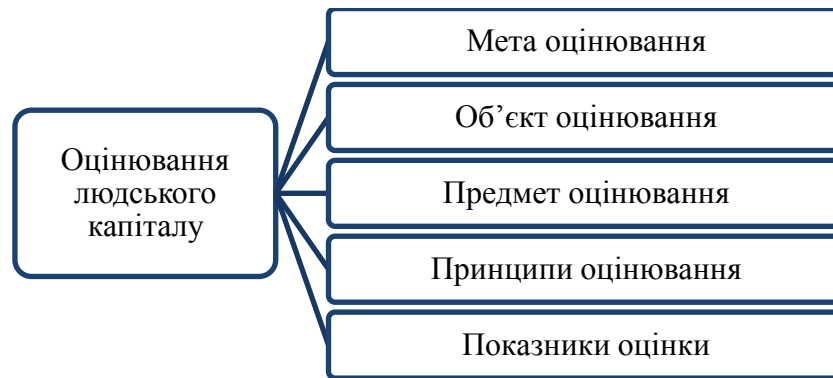 Оцінювання
людського
капіталу
Мета оцінювання
Об’єкт оцінювання
Предмет оцінювання
Принципи оцінювання
Показники оцінки